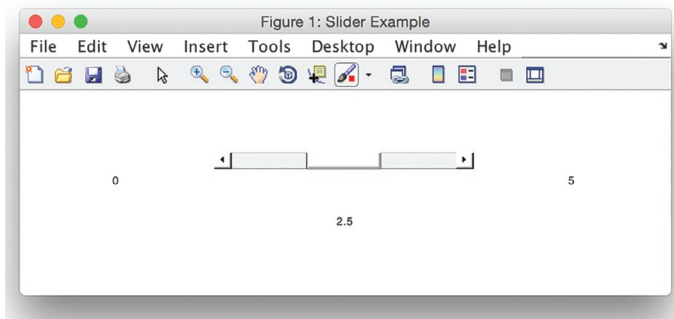 Figure 1: Slider Example
File Edit View Insert Tools Desktop Window Help
0 5
2.5